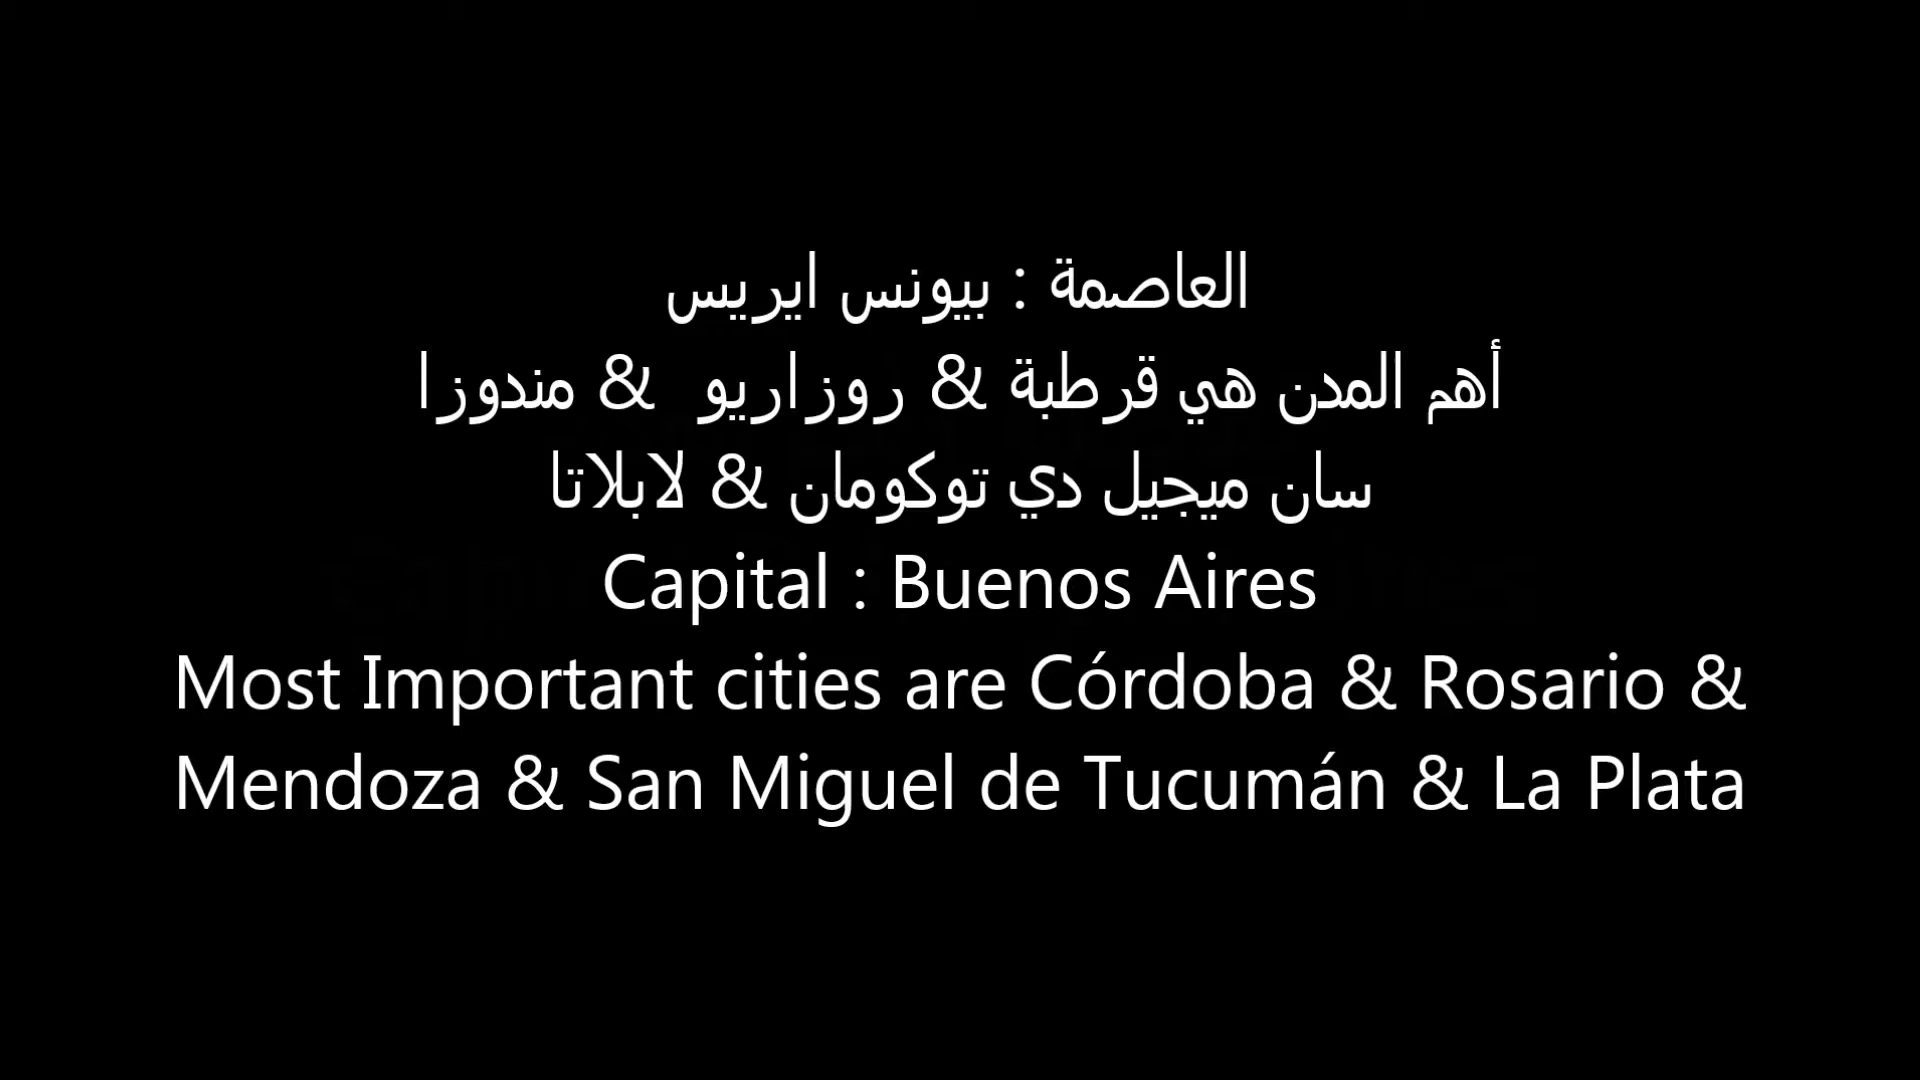 العاصمة : بيونس ايريس
أهم المدن هي قرطبة & روزاريو & مندوزا
سان ميجيل دي توكومان & لابلاتا
Capital : Buenos Aires
Most Important cities are Córdoba & Rosario &
Mendoza & San Miguel de Tucumán & La Plata